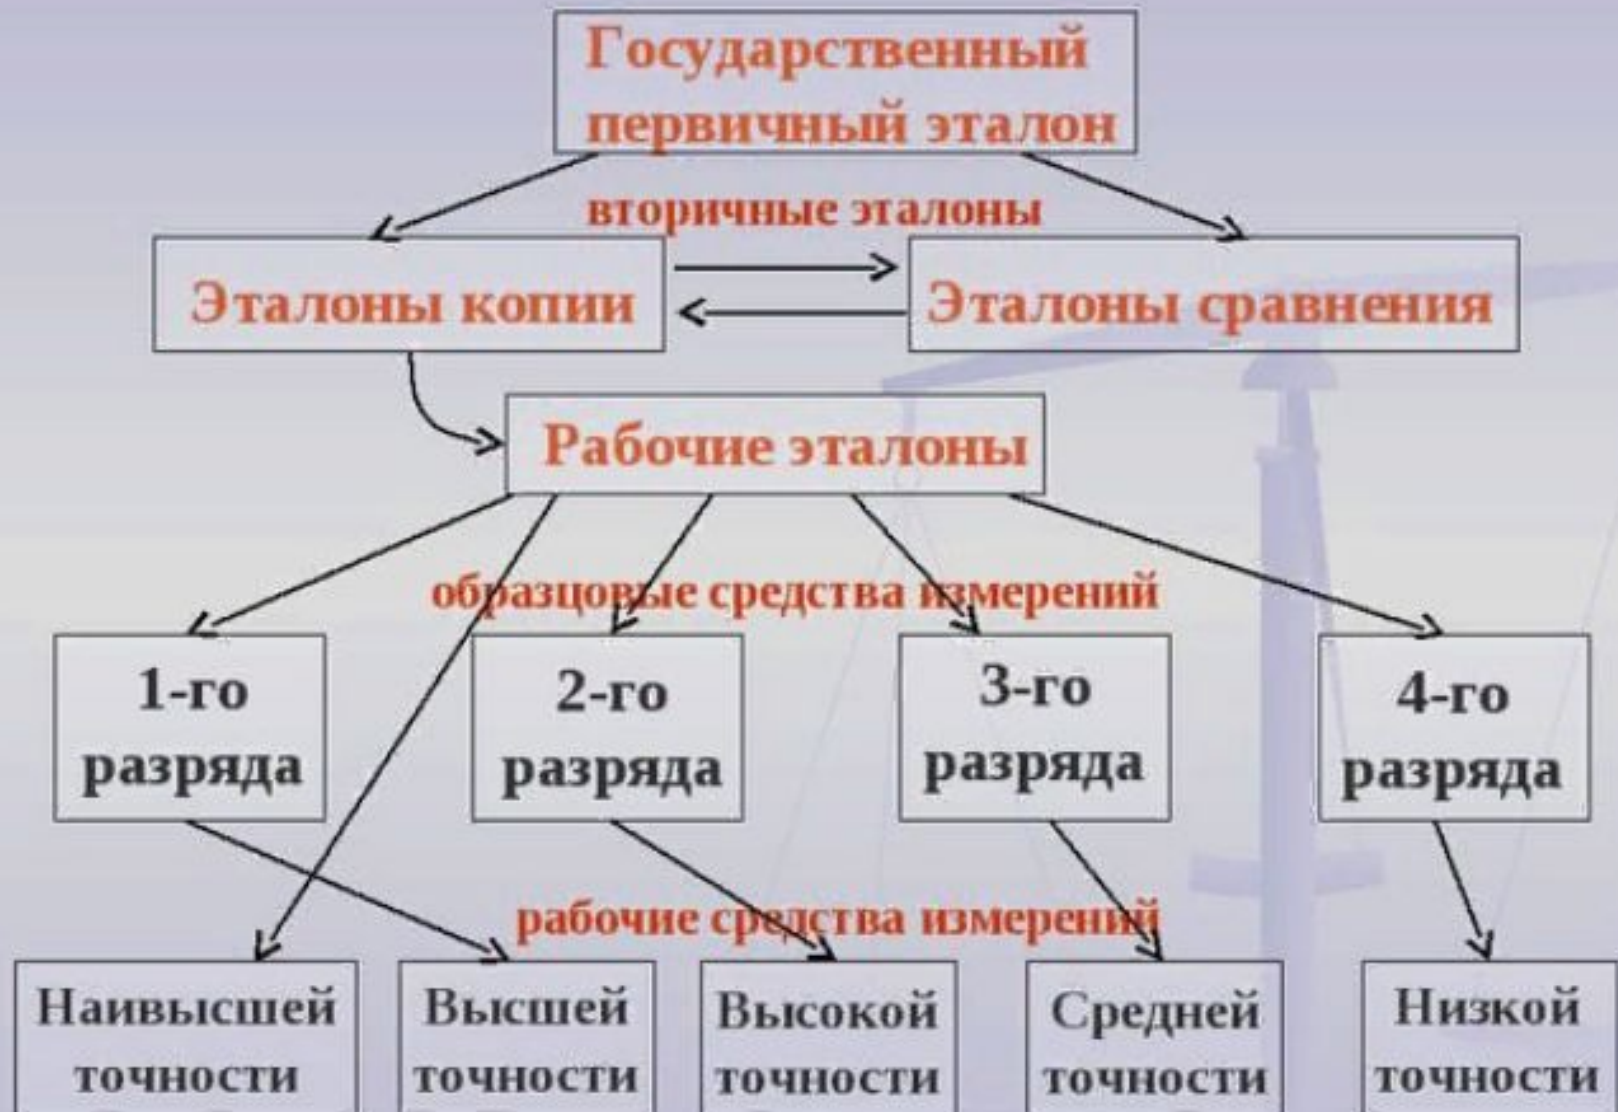 Государственный
первичный эталон
вторичные эталоны
Эталоны копии
Эталоны сравнения
Рабочие эталоны
образцовые средства измерений
1-го
разряда
2-го
разряда
3-го
разряда
4-го
разряда
рабочие средства измерений
Наивысшей
точности
Высшей
точности
Высокой
точности
Средней
точности
Низкой
точности